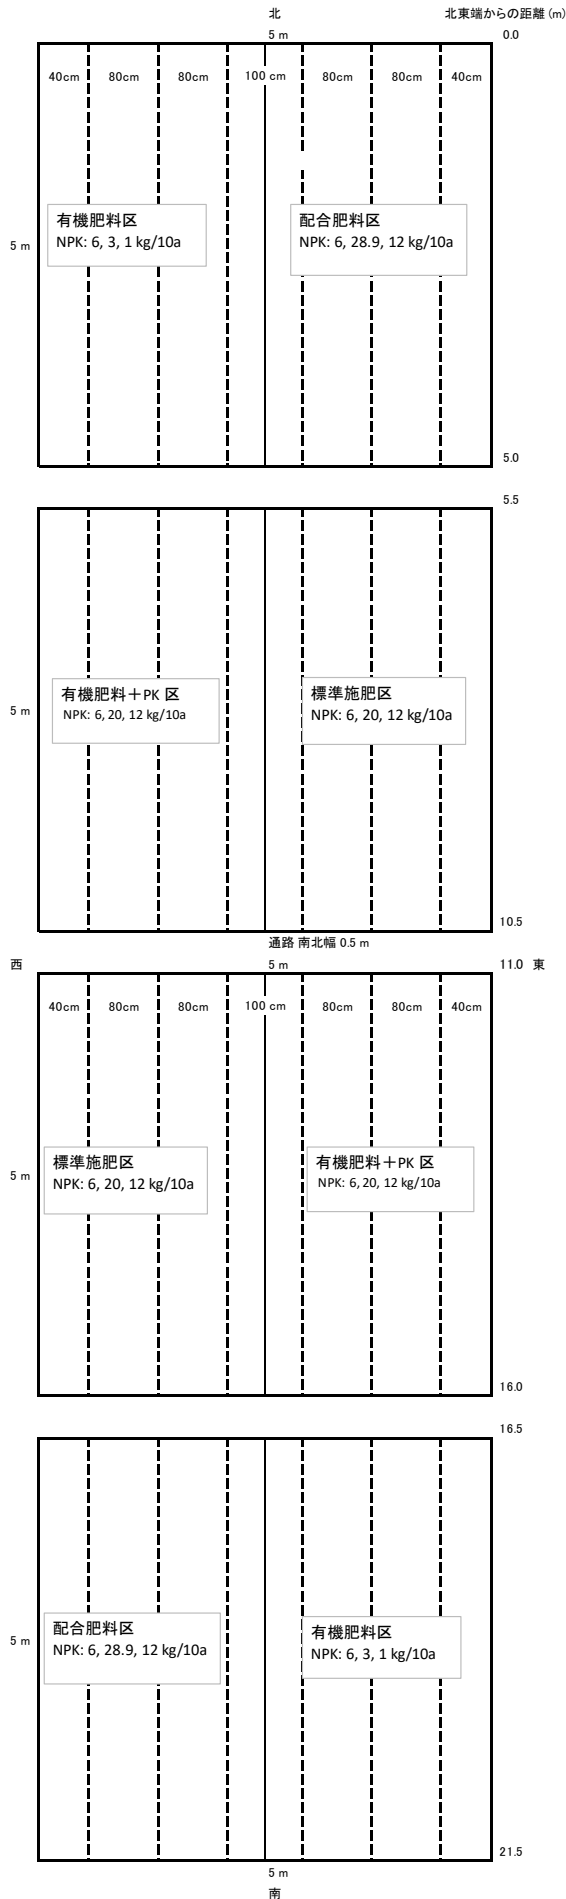 北
北東端からの距離 (m)
5 m
0.0
40cm 80cm 80cm 100 cm 80cm 80cm 40cm
有機肥料区
NPK: 6, 3, 1 kg/10a
配合肥料区
NPK: 6, 28.9, 12 kg/10a
5 m
5.0
5.5
有機肥料＋PK 区
NPK: 6, 20, 12 kg/10a
標準施肥区
NPK: 6, 20, 12 kg/10a
5 m
10.5
通路 南北幅 0.5 m
西
5 m
11.0 東
40cm 80cm 80cm 100 cm 80cm 80cm 40cm
標準施肥区
NPK: 6, 20, 12 kg/10a
有機肥料＋PK 区
NPK: 6, 20, 12 kg/10a
5 m
16.0
16.5
配合肥料区
NPK: 6, 28.9, 12 kg/10a
有機肥料区
NPK: 6, 3, 1 kg/10a
5 m
21.5
5 m
南